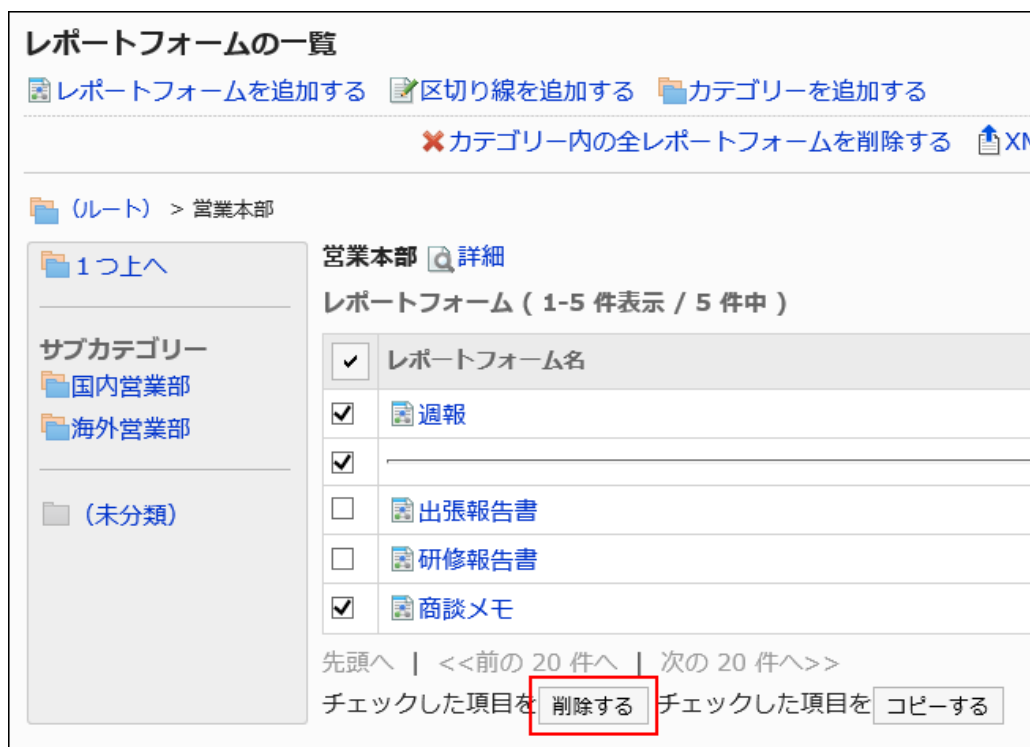 レポートフォームの一覧
レポートフォームを追加する 区切り線を追加する カテゴリーを追加する
カテゴリー内の全レポートフォームを削除する XM
(ルート) > 営業本部
1つ上へ
サブカテゴリー
国内営業部
海外営業部
(未分類)
営業本部 詳細
レポートフォーム ( 1-5 件表示 / 5 件中 )
レポートフォーム名
週報
出張報告書
研修報告書
商談メモ
先頭へ | <<前の 20 件へ | 次の 20 件へ>>
チェックした項目を 削除する チェックした項目を コピーする